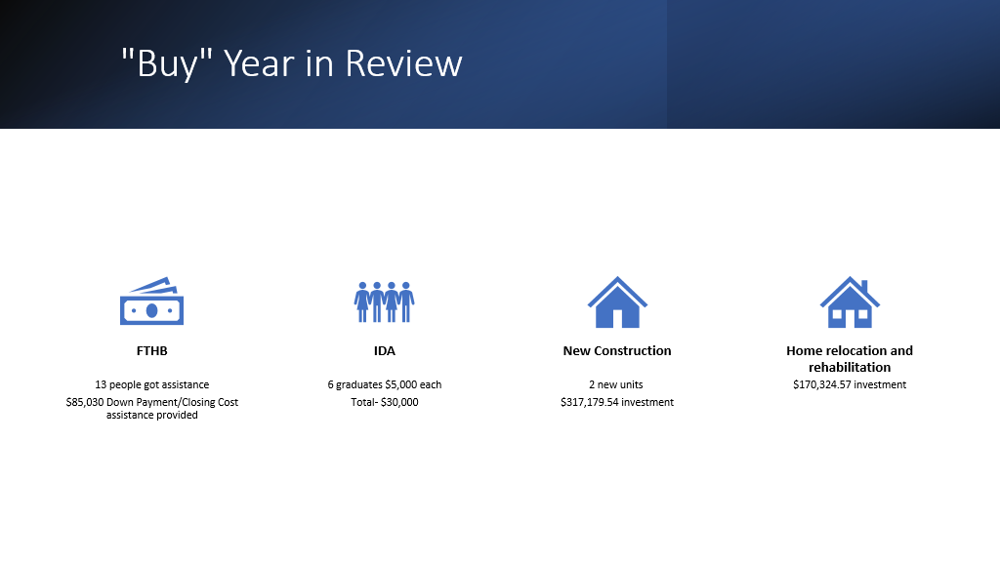 "Buy" Year in Review
FTHB
13 people got assistance
$85,030 Down Payment/Closing Cost
assistance provided
IDA
6 graduates $5,000 each
Total- $30,000
New Construction
2 new units
$317,179.54 investment
Home relocation and
rehabilitation
$170,324.57 investment